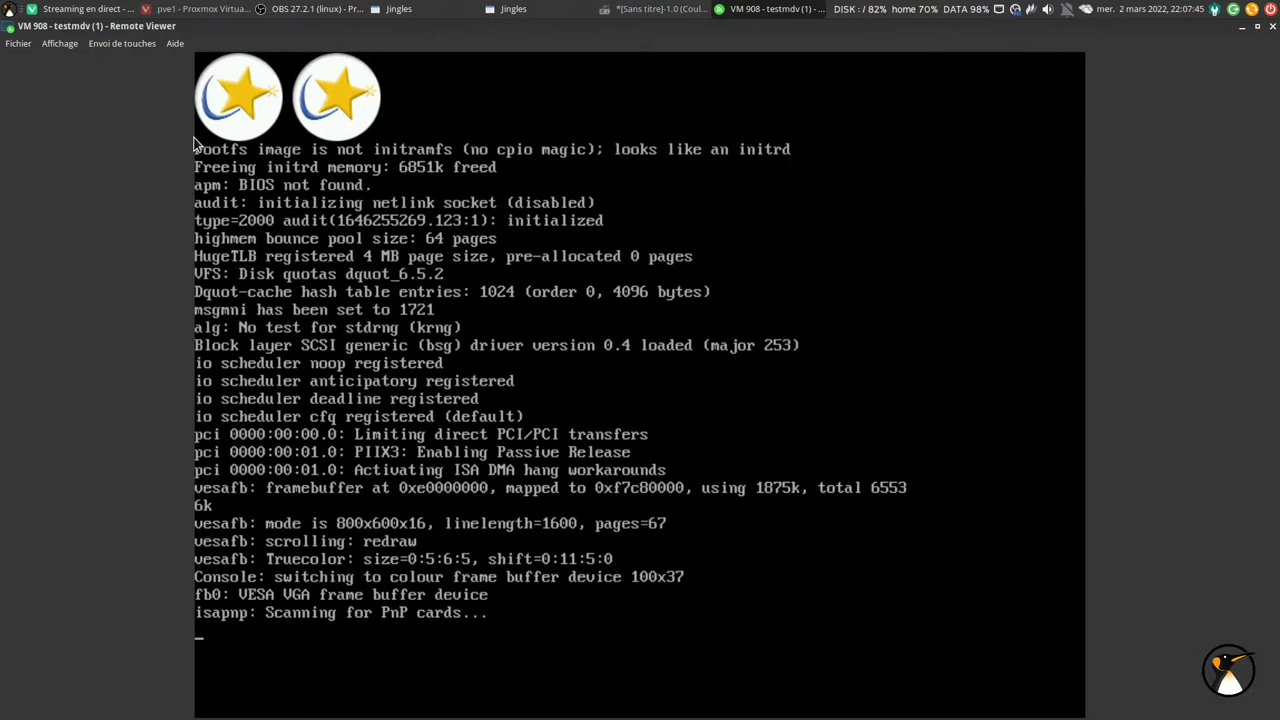 Streaming en direct - ...
pve1 - Proxmox Virtua...
OBS 27.2.1 (linux) - Pr...
Jingles
Jingles
*[Sans titre]-1.0 (Coul...
VM 908 - testmdv (1) - ...
DISK : / 82% home 70% DATA 98%
mer. 2 mars 2022, 22:07:45
VM 908 - testmdv (1) - Remote Viewer
Fichier Affichage Envoi de touches Aide
rootfs image is not initramfs (no cpio magic); looks like an initrd
Freeing initrd memory: 6851k freed
apm: BIOS not found.
audit: initializing netlink socket (disabled)
type=2000 audit(1646255269.123:1): initialized
highmem bounce pool size: 64 pages
HugeTLB registered 4 MB page size, pre-allocated 0 pages
VFS: Disk quotas dquot_6.5.2
Dquot-cache hash table entries: 1024 (order 0, 4096 bytes)
msgmni has been set to 1721
alg: No test for stdrng (krng)
Block layer SCSI generic (bsg) driver version 0.4 loaded (major 253)
io scheduler noop registered
io scheduler anticipatory registered
io scheduler deadline registered
io scheduler cfq registered (default)
pci 0000:00:00.0: Limiting direct PCI/PCI transfers
pci 0000:00:01.0: PIIX3: Enabling Passive Release
pci 0000:00:01.0: Activating ISA DMA hang workarounds
vesafb: framebuffer at 0xe0000000, mapped to 0xf7c80000, using 1875k, total 6553
6k
vesafb: mode is 800x600x16, linelength=1600, pages=67
vesafb: scrolling: redraw
vesafb: Truecolor: size=0:5:6:5, shift=0:11:5:0
Console: switching to colour frame buffer device 100x37
fb0: VESA VGA frame buffer device
isapnp: Scanning for PnP cards...
_